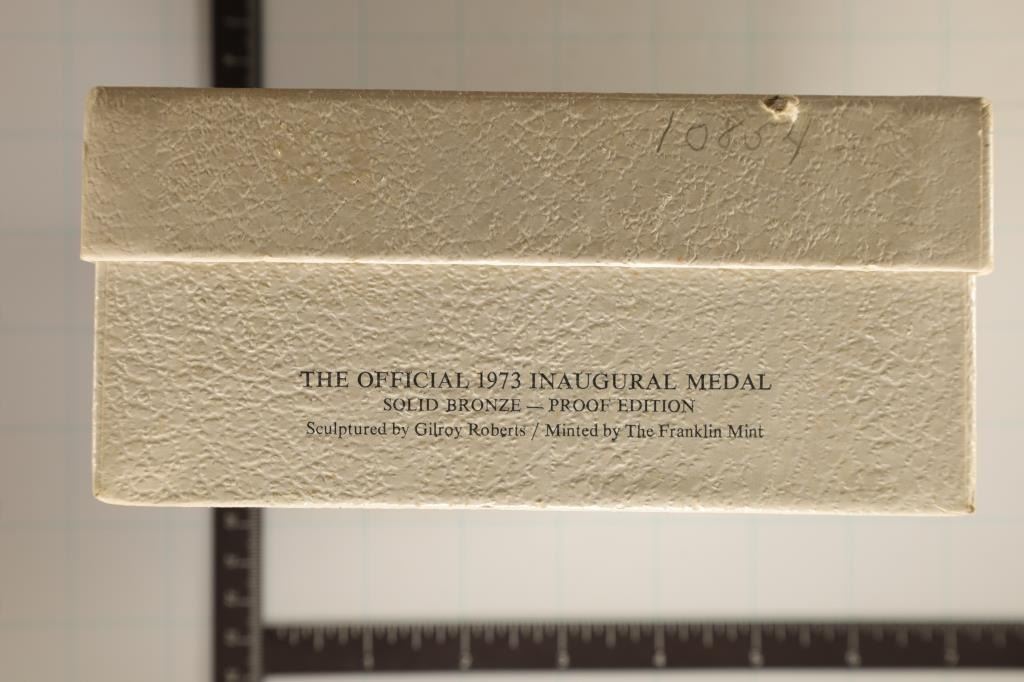 10854
THE OFFICIAL 1973 INAUGURAL MEDAL
SOLID BRONZE — PROOF EDITION
Sculptured by Gilroy Roberts / Minted by The Franklin Mint